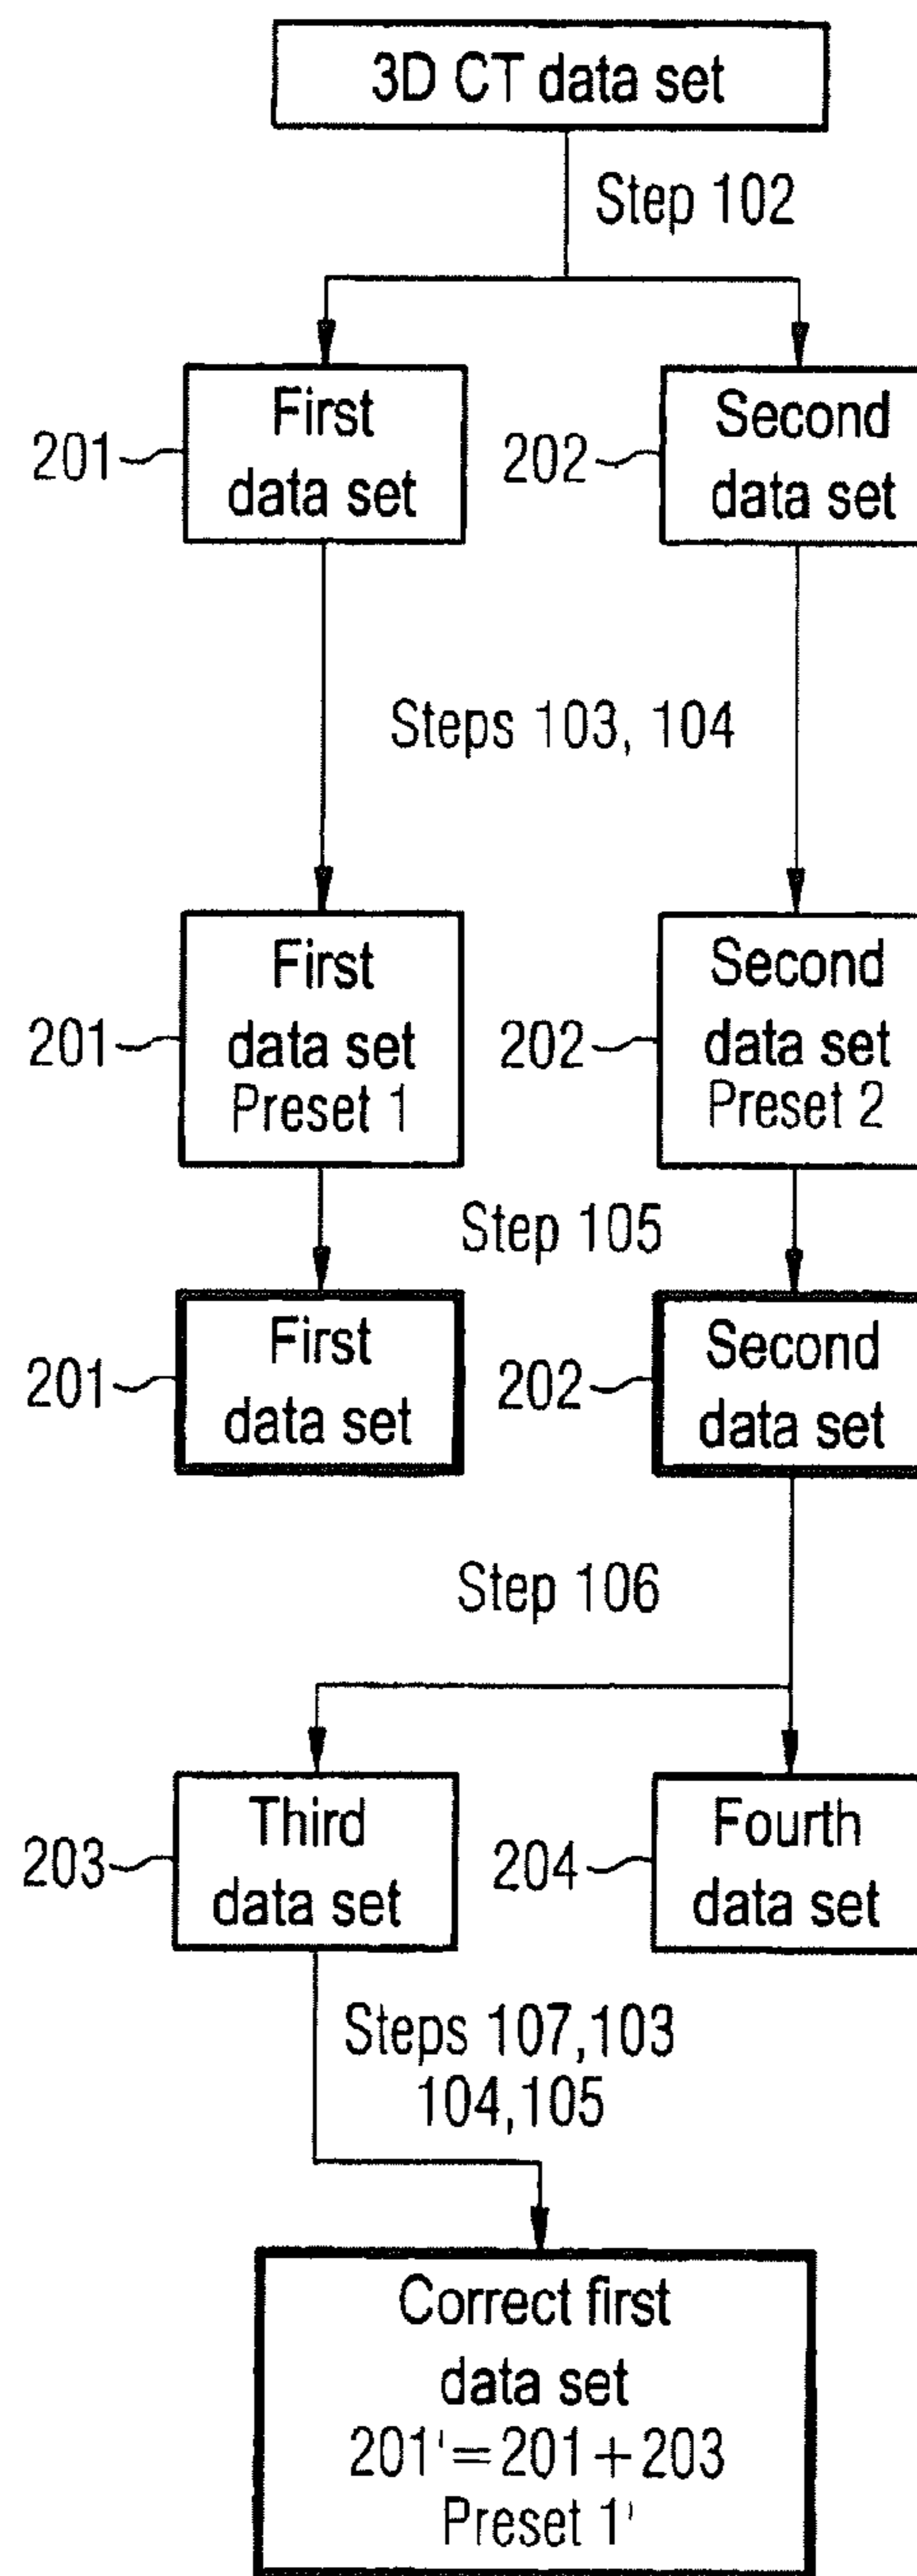 3D CT data set
Step 102
First
data set
201
Second
data set
202
Steps 103, 104
First
data set
Preset 1
201
Second
data set
Preset 2
202
Step 105
First
data set
201
Second
data set
202
Step 106
Third
data set
203
Fourth
data set
204
Steps 107,103
104,105
Correct first
data set
201'=201+203
Preset 1'